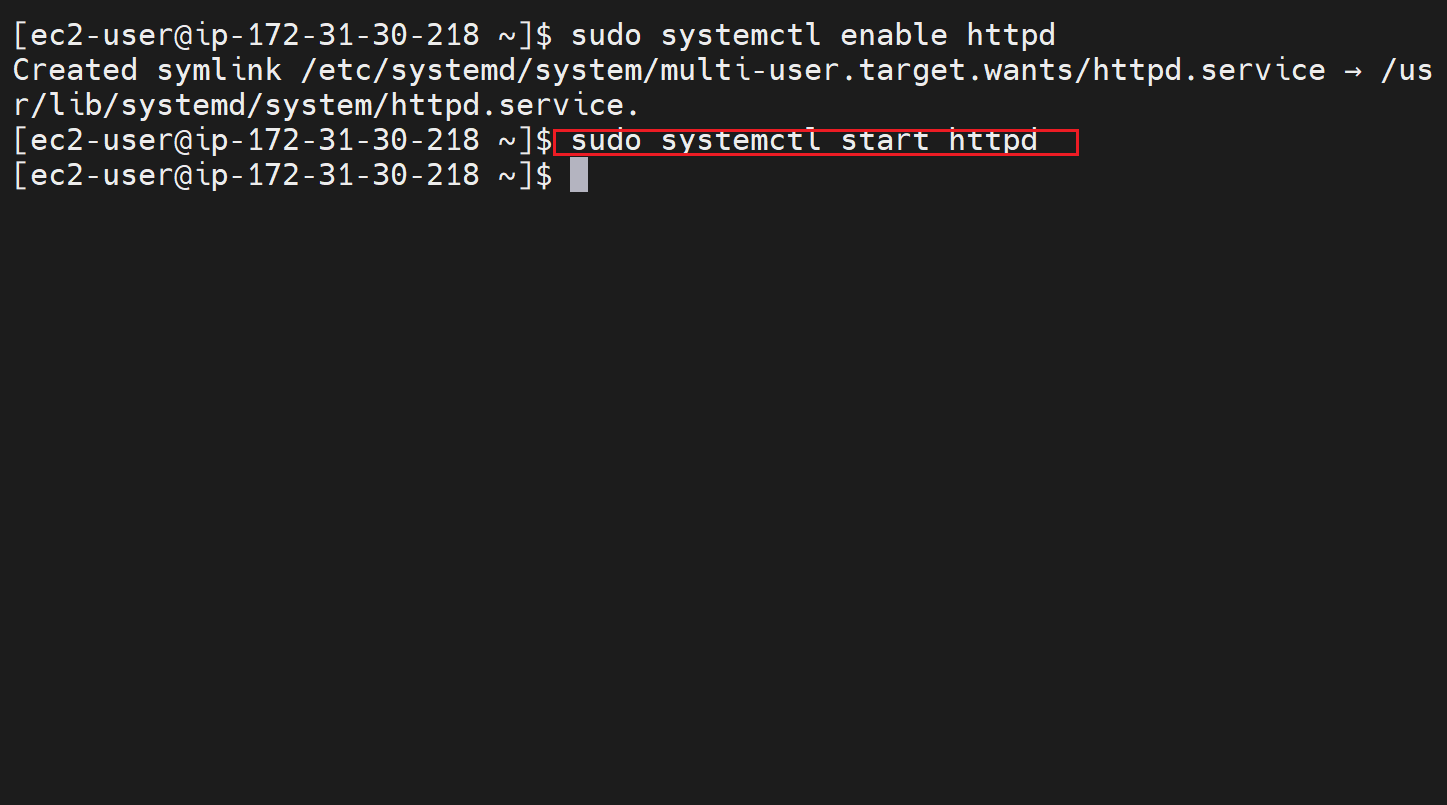 [ec2-user@ip-172-31-30-218 ~]$ sudo systemctl enable httpd
Created symlink /etc/systemd/system/multi-user.target.wants/httpd.service → /us
r/lib/systemd/system/httpd.service.
[ec2-user@ip-172-31-30-218 ~]$ sudo systemctl start httpd
[ec2-user@ip-172-31-30-218 ~]$